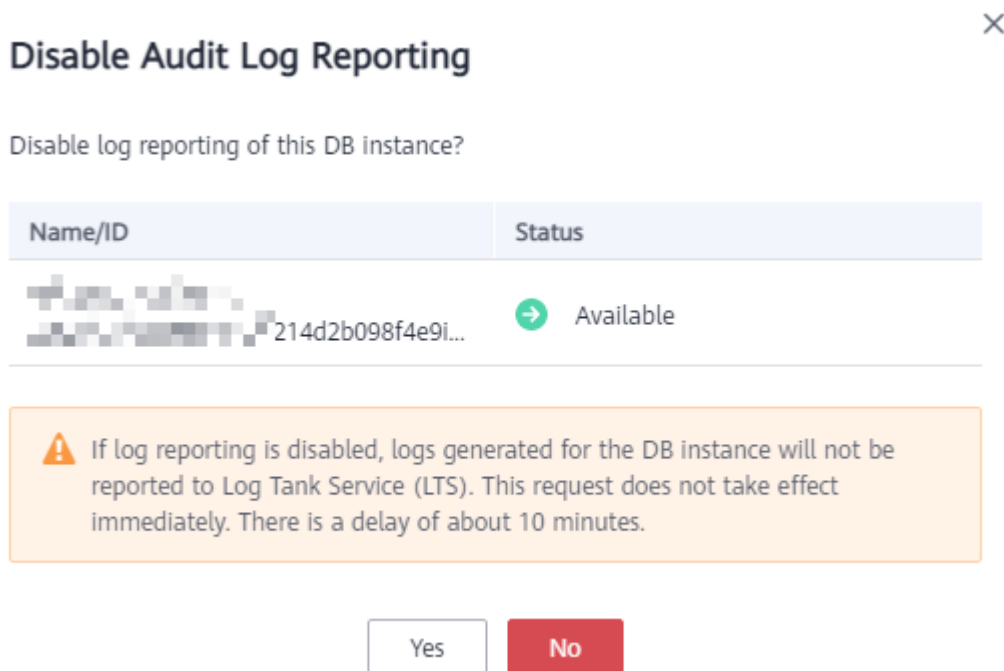 Disable Audit Log Reporting
Disable log reporting of this DB instance?
Name/ID Status
214d2b098f4e9i... Available
If log reporting is disabled, logs generated for the DB instance will not be
reported to Log Tank Service (LTS). This request does not take effect
immediately. There is a delay of about 10 minutes.
Yes No